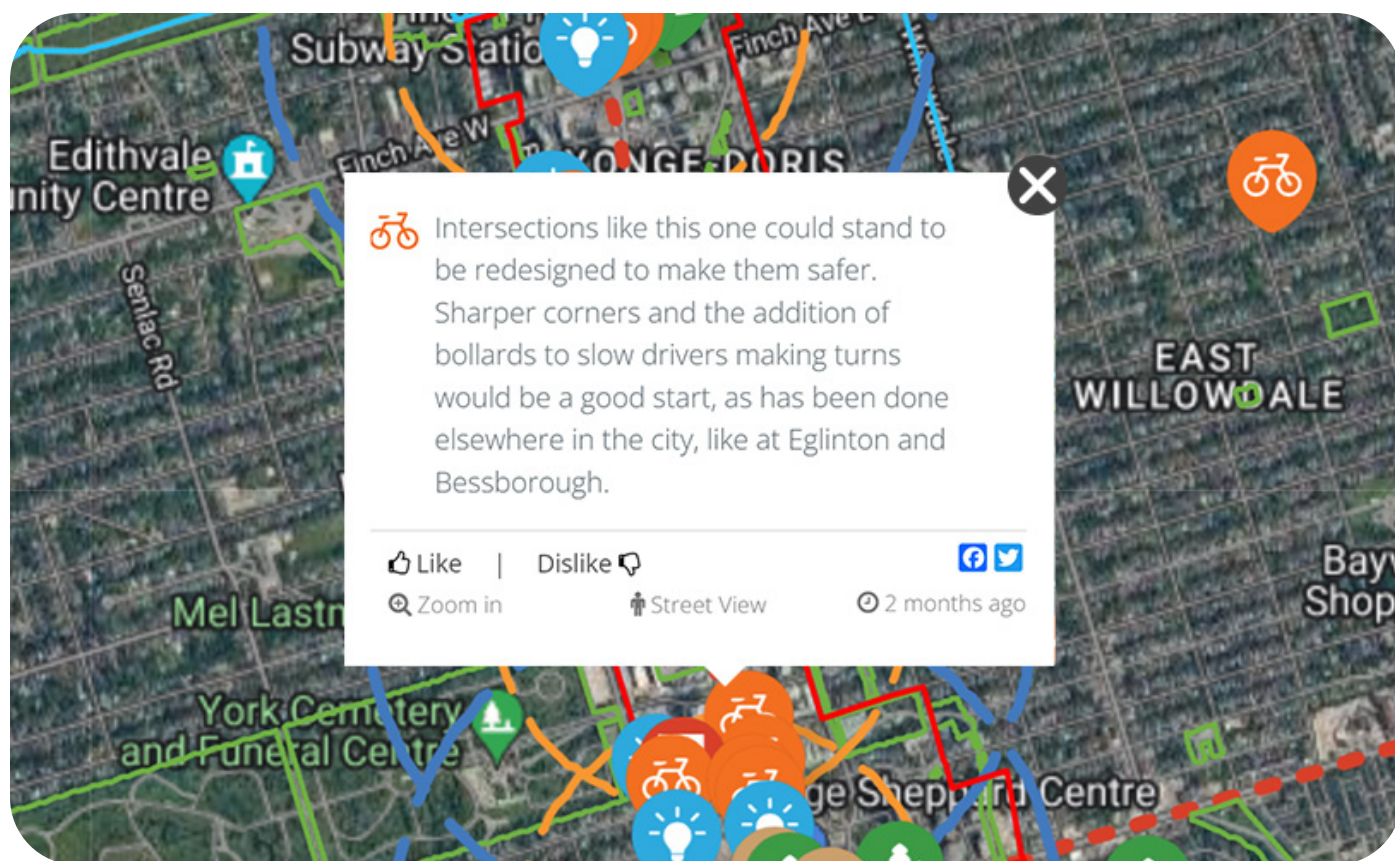 Subway Statio
Finch Ave E
Edithvale
unity Centre
Finch Ave W
YONGE-DORIS
Senlac Rd
Intersections like this one could stand to
be redesigned to make them safer.
Sharper corners and the addition of
bollards to slow drivers making turns
would be a good start, as has been done
elsewhere in the city, like at Eglinton and
Bessborough.
EAST
WILLOWDALE
Like | Dislike
Zoom in Street View 2 months ago
Mel Lastm
Bayv
Shop
York Cemetery
and Funeral Centre
ge Sheppard Centre